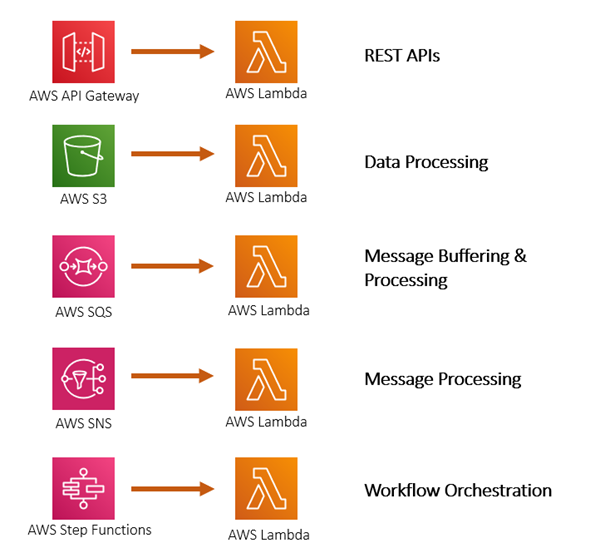 REST APIs
AWS API Gateway
AWS Lambda
Data Processing
AWS S3
AWS Lambda
Message Buffering &
Processing
AWS SQS
AWS Lambda
Message Processing
AWS SNS
AWS Lambda
Workflow Orchestration
AWS Step Functions
AWS Lambda